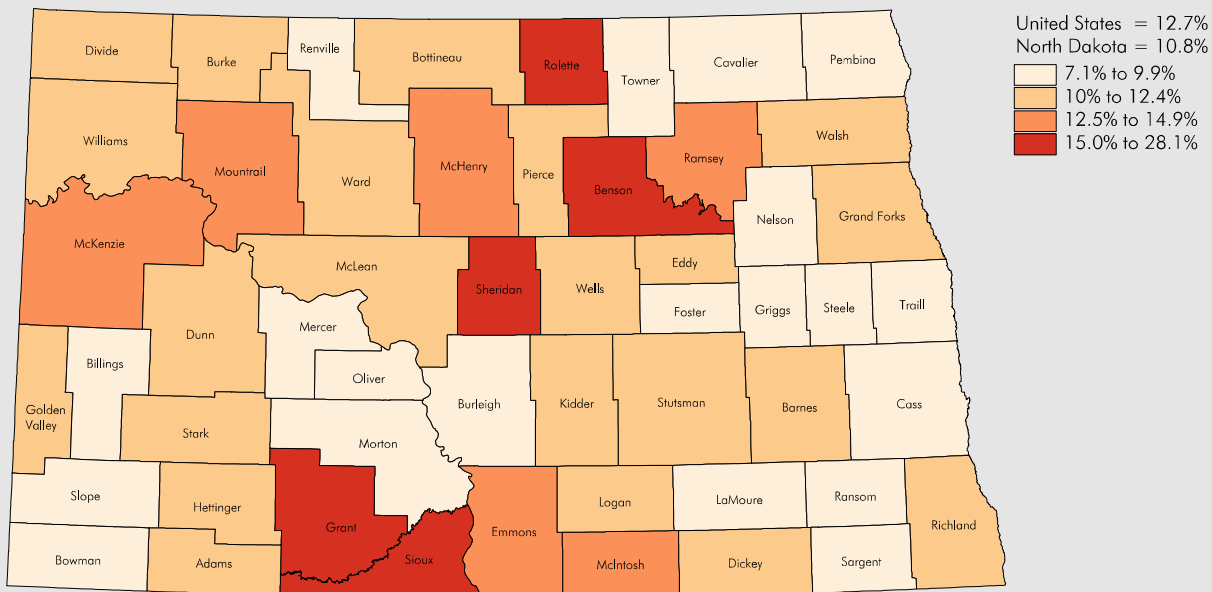 United States = 12.7%
North Dakota = 10.8%
7.1% to 9.9%
10% to 12.4%
12.5% to 14.9%
15.0% to 28.1%
Divide
Burke
Renville
Bottineau
Rolette
Towner
Cavalier
Pembina
Williams
Mountrail
Ward
McHenry
Pierce
Benson
Ramsey
Walsh
Nelson
Grand Forks
McKenzie
McLean
Sheridan
Wells
Eddy
Foster
Griggs
Steele
Traill
Dunn
Mercer
Oliver
Billings
Golden
Valley
Stark
Morton
Burleigh
Kidder
Stutsman
Barnes
Cass
Slope
Hettinger
Grant
Emmons
Logan
LaMoure
Ransom
Richland
Bowman
Adams
Sioux
McIntosh
Dickey
Sargent